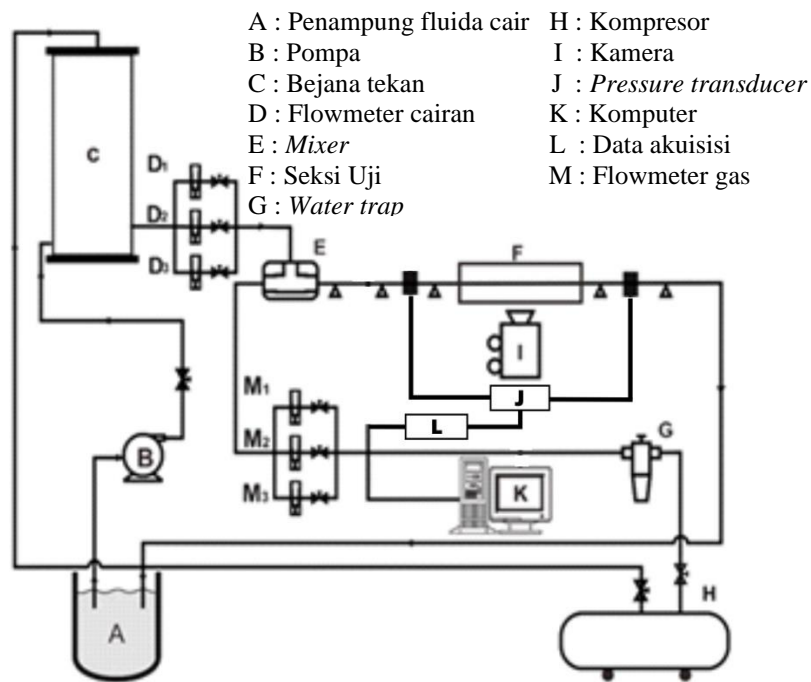 A : Penampung fluida cair
B : Pompa
C : Bejana tekan
D : Flowmeter cairan
E : Mixer
F : Seksi Uji
G : Water trap
H : Kompresor
I : Kamera
J : Pressure transducer
K : Komputer
L : Data akuisisi
M : Flowmeter gas
C
D1
D2
D3
E
F
I
J
M1
L
M2
G
B
K
M3
H
A